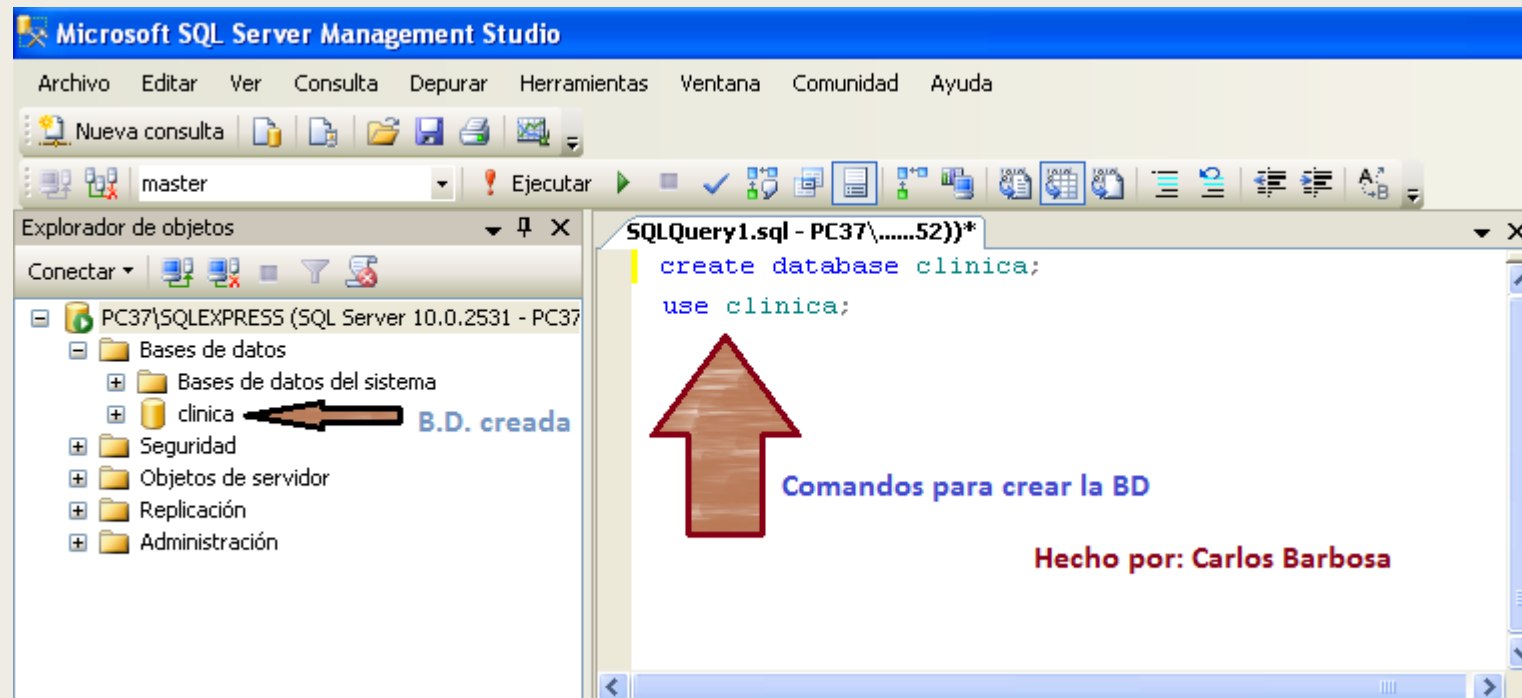 Microsoft SQL Server Management Studio
Archivo Editar Ver Consulta Depurar Herramientas Ventana Comunidad Ayuda
Nueva consulta
master Ejecutar
Explorador de objetos
SQLQuery1.sql - PC37\......52))*
Conectar
create database clinica;
use clinica;
PC37\SQLEXPRESS (SQL Server 10.0.2531 - PC37
Bases de datos
Bases de datos del sistema
clinica
B.D. creada
Seguridad
Objetos de servidor
Replicación
Administración
Comandos para crear la BD
Hecho por: Carlos Barbosa